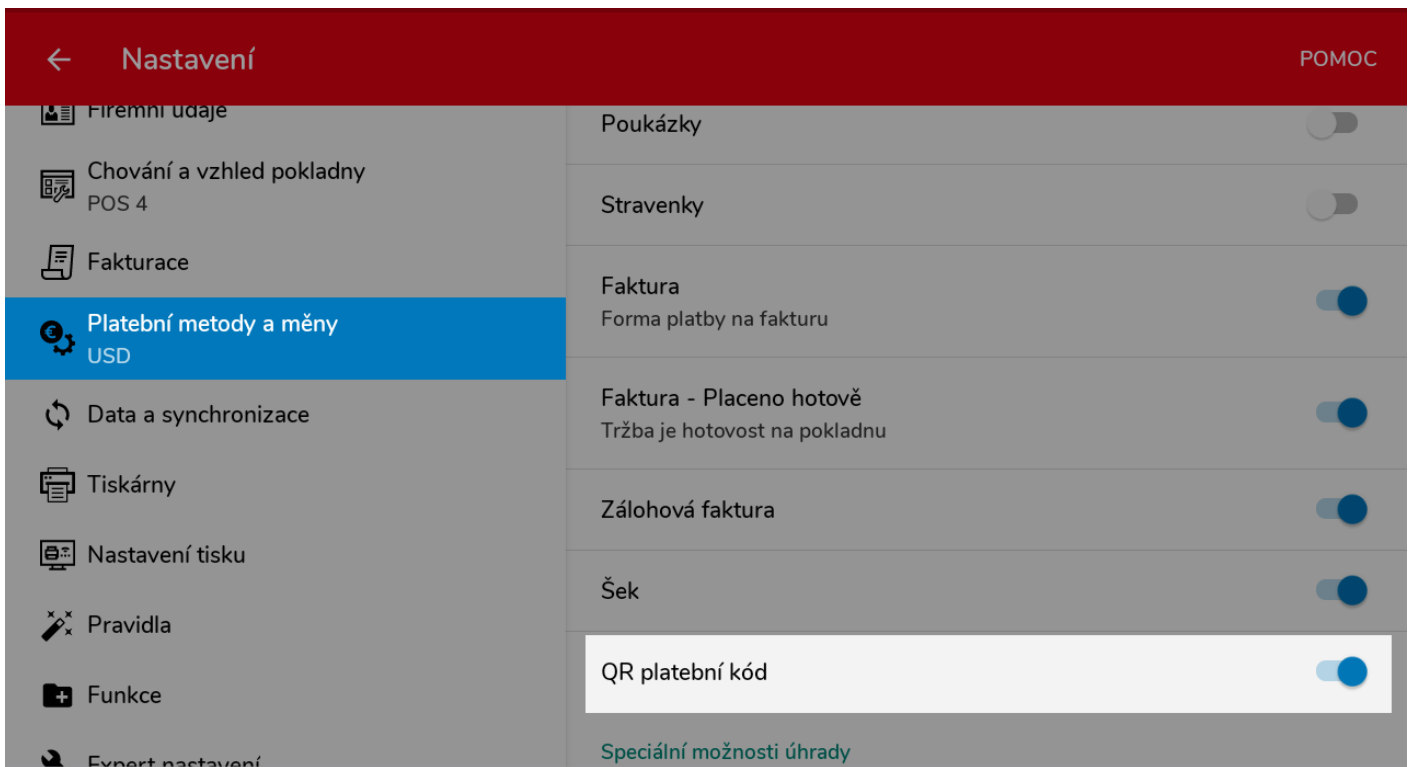 Nastavení
POMOC
Firemní údaje
Chování a vzhled pokladny
POS 4
Fakturace
Platební metody a měny
USD
Data a synchronizace
Tiskárny
Nastavení tisku
Pravidla
Funkce
Expert nastavení
Poukázky
Stravenky
Faktura
Forma platby na fakturu
Faktura - Placeno hotově
Tržba je hotovost na pokladnu
Zálohová faktura
Šek
QR platební kód
Speciální možnosti úhrady